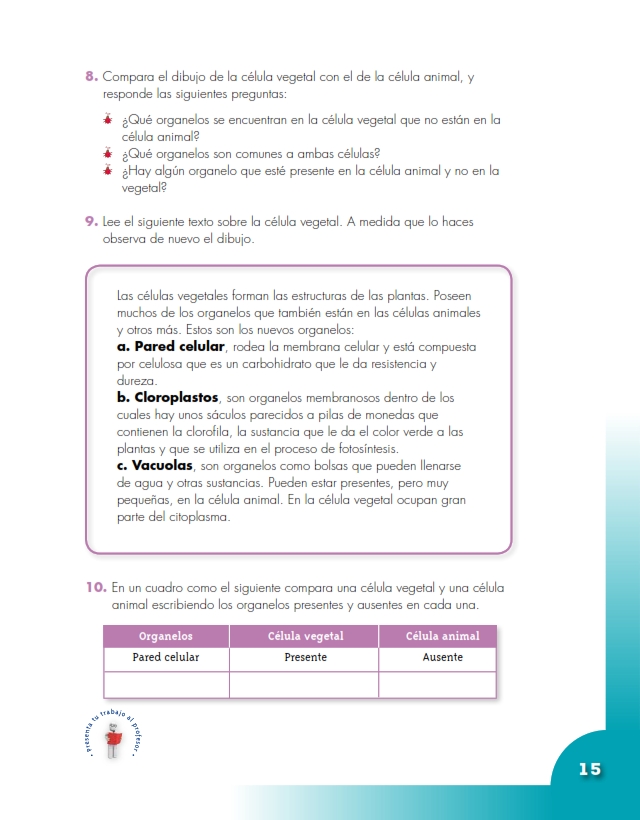 8. Compara el dibujo de la célula vegetal con el de la célula animal, y
responde las siguientes preguntas:
¿Qué organelos se encuentran en la célula vegetal que no están en la
célula animal?
¿Qué organelos son comunes a ambas células?
¿Hay algún organelo que esté presente en la célula animal y no en la
vegetal?
9. Lee el siguiente texto sobre la célula vegetal. A medida que lo haces
observa de nuevo el dibujo.
Las células vegetales forman las estructuras de las plantas. Poseen
muchos de los organelos que también están en las células animales
y otros más. Estos son los nuevos organelos:
a. Pared celular, rodea la membrana celular y está compuesta
por celulosa que es un carbohidrato que le da resistencia y
dureza.
b. Cloroplastos, son organelos membranosos dentro de los
cuales hay unos sáculos parecidos a pilas de monedas que
contienen la clorofila, la sustancia que le da el color verde a las
plantas y que se utiliza en el proceso de fotosíntesis.
c. Vacuolas, son organelos como bolsas que pueden llenarse
de agua y otras sustancias. Pueden estar presentes, pero muy
pequeñas, en la célula animal. En la célula vegetal ocupan gran
parte del citoplasma.
10. En un cuadro como el siguiente compara una célula vegetal y una célula
animal escribiendo los organelos presentes y ausentes en cada una.
Organelos Célula vegetal Célula animal
Pared celular Presente Ausente
• Presenta tu trabajo al profesor •
15